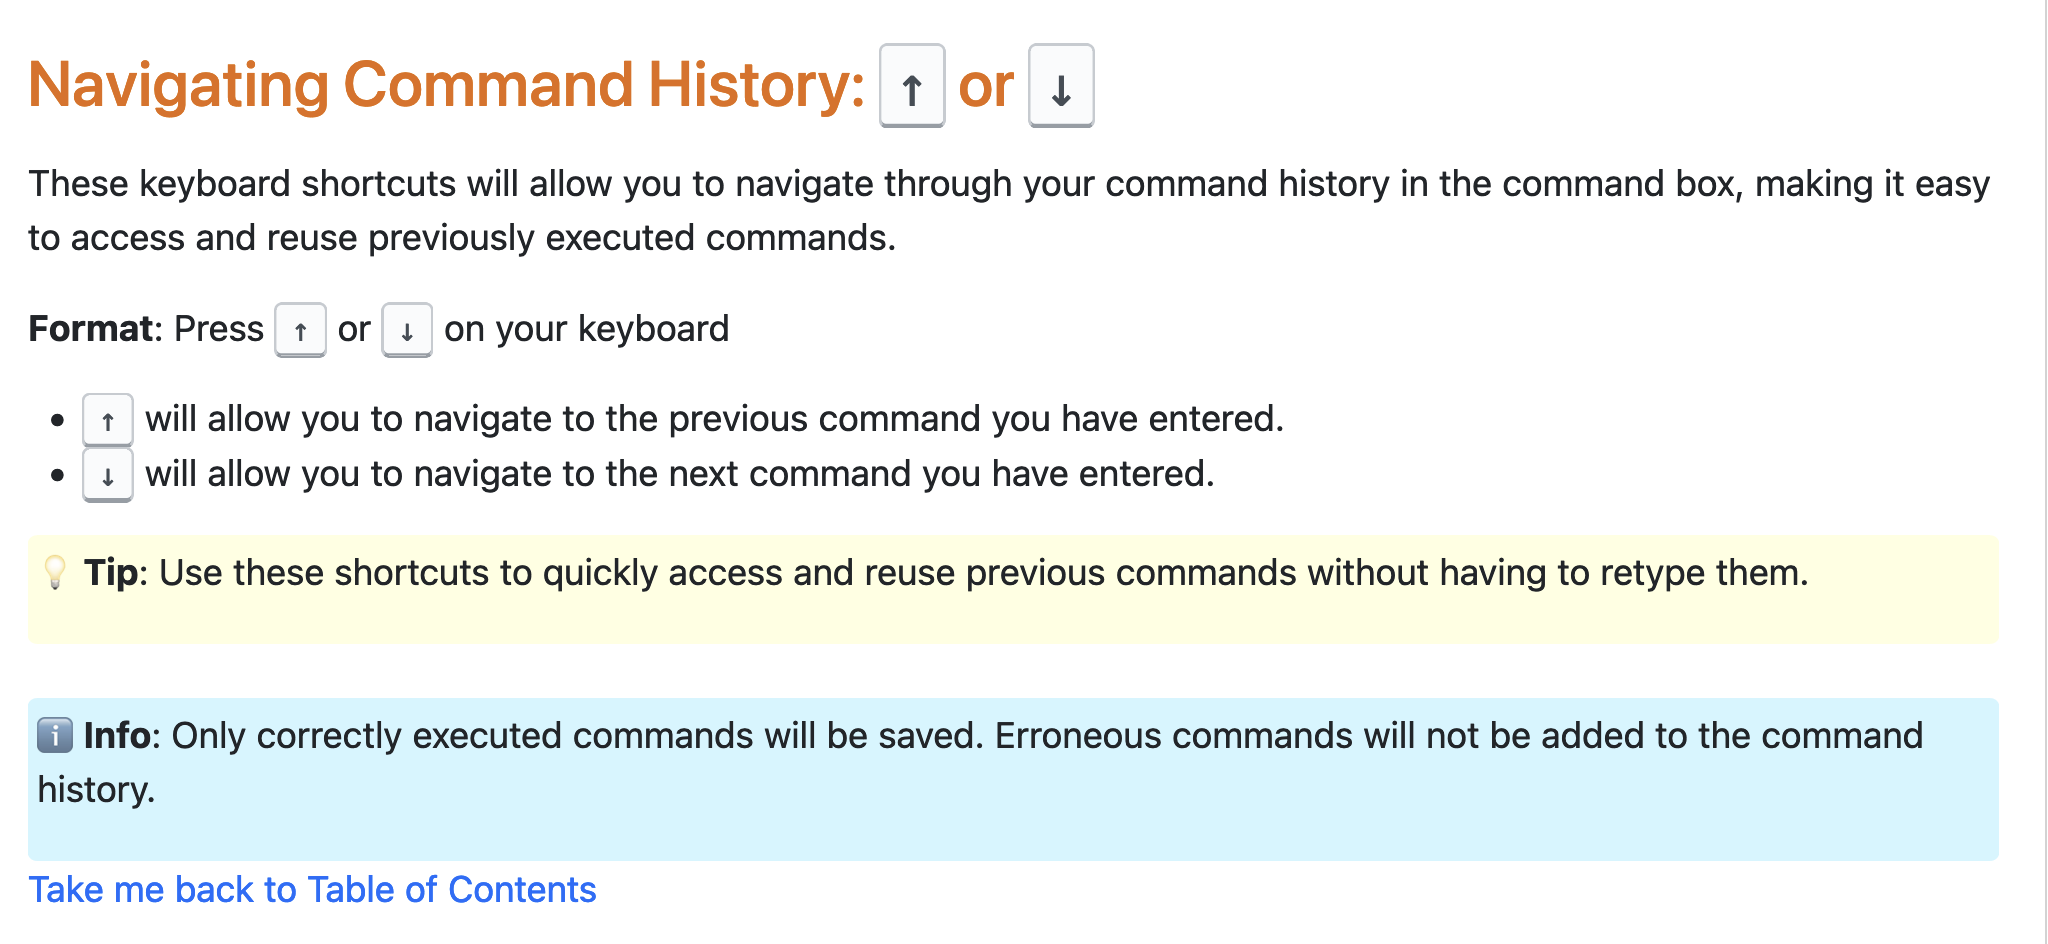 Navigating Command History: ↑ or ↓
These keyboard shortcuts will allow you to navigate through your command history in the command box, making it easy
to access and reuse previously executed commands.
Format: Press ↑ or ↓ on your keyboard
• ↑ will allow you to navigate to the previous command you have entered.
• ↓ will allow you to navigate to the next command you have entered.
💡 Tip: Use these shortcuts to quickly access and reuse previous commands without having to retype them.
ℹ️ Info: Only correctly executed commands will be saved. Erroneous commands will not be added to the command
history.
Take me back to Table of Contents